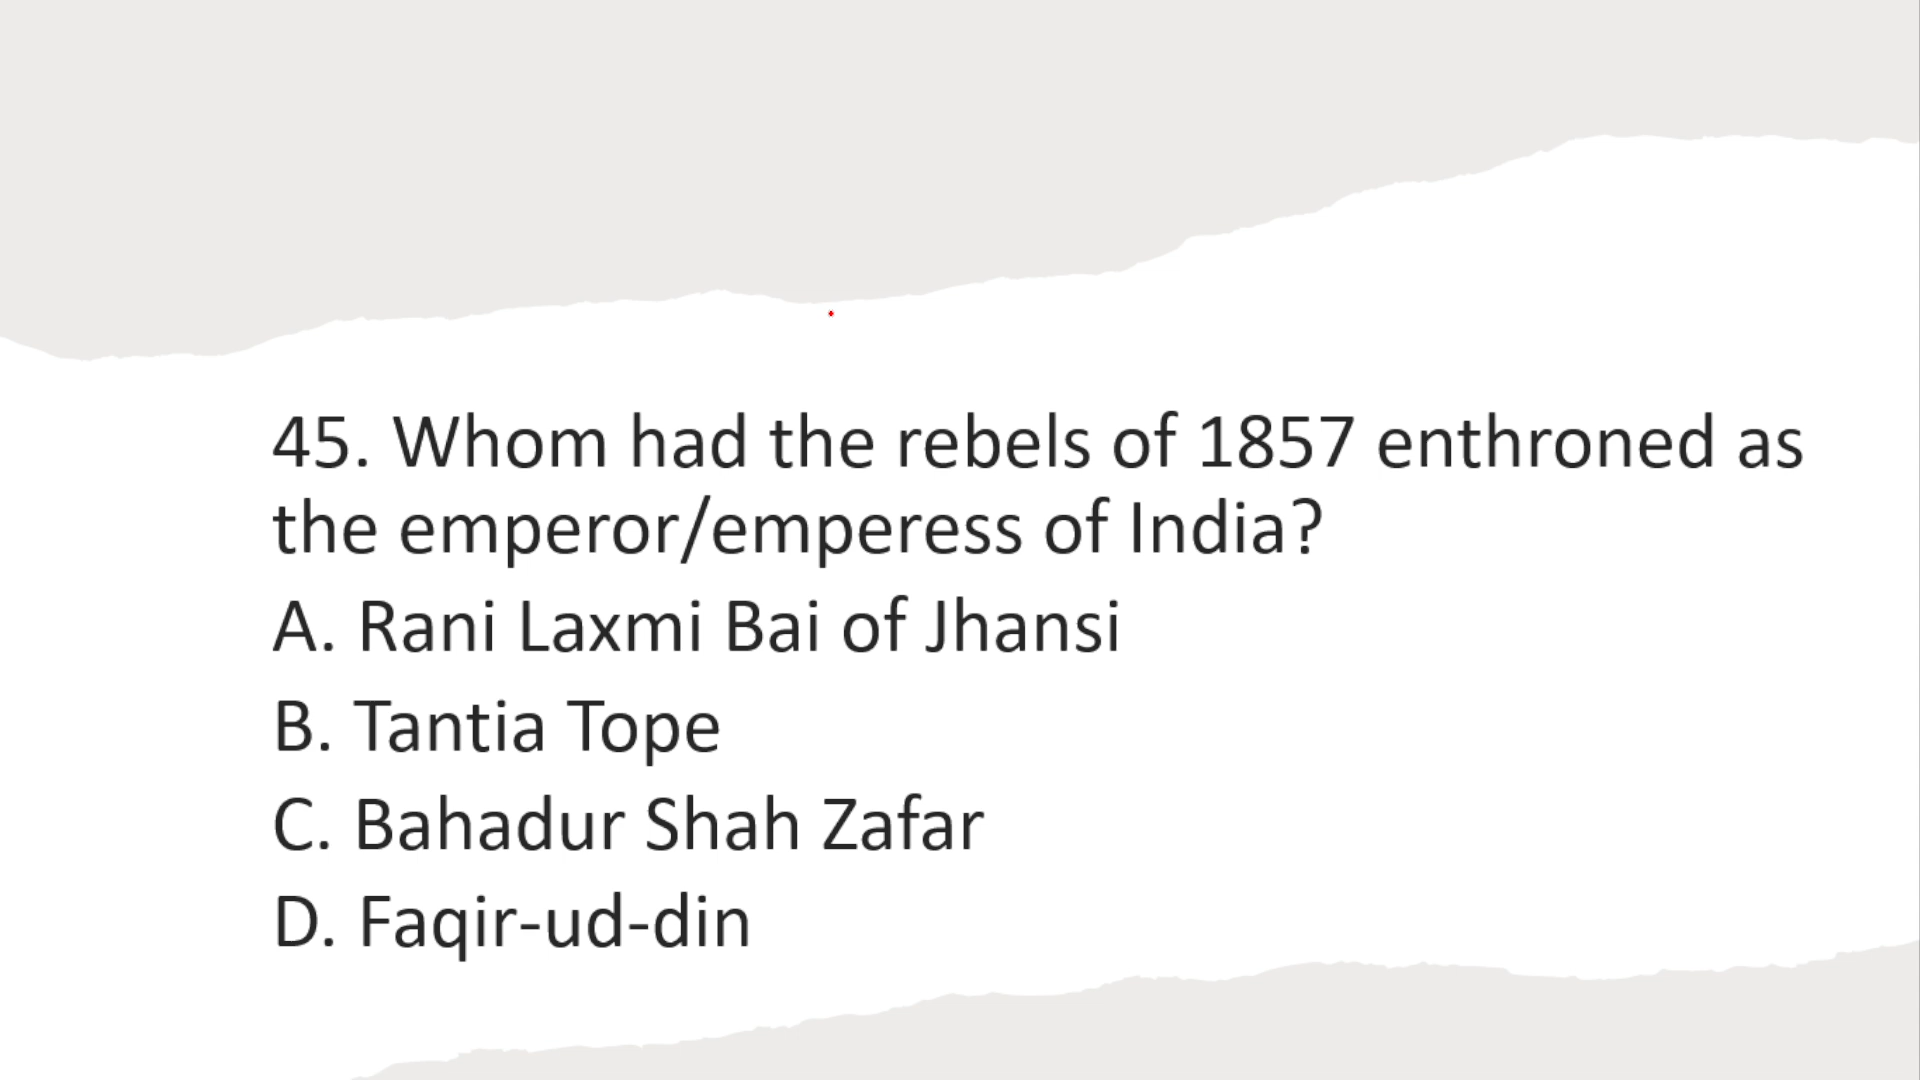 45. Whom had the rebels of 1857 enthroned as
the emperor/emperess of India?
A. Rani Laxmi Bai of Jhansi
B. Tantia Tope
C. Bahadur Shah Zafar
D. Faqir-ud-din